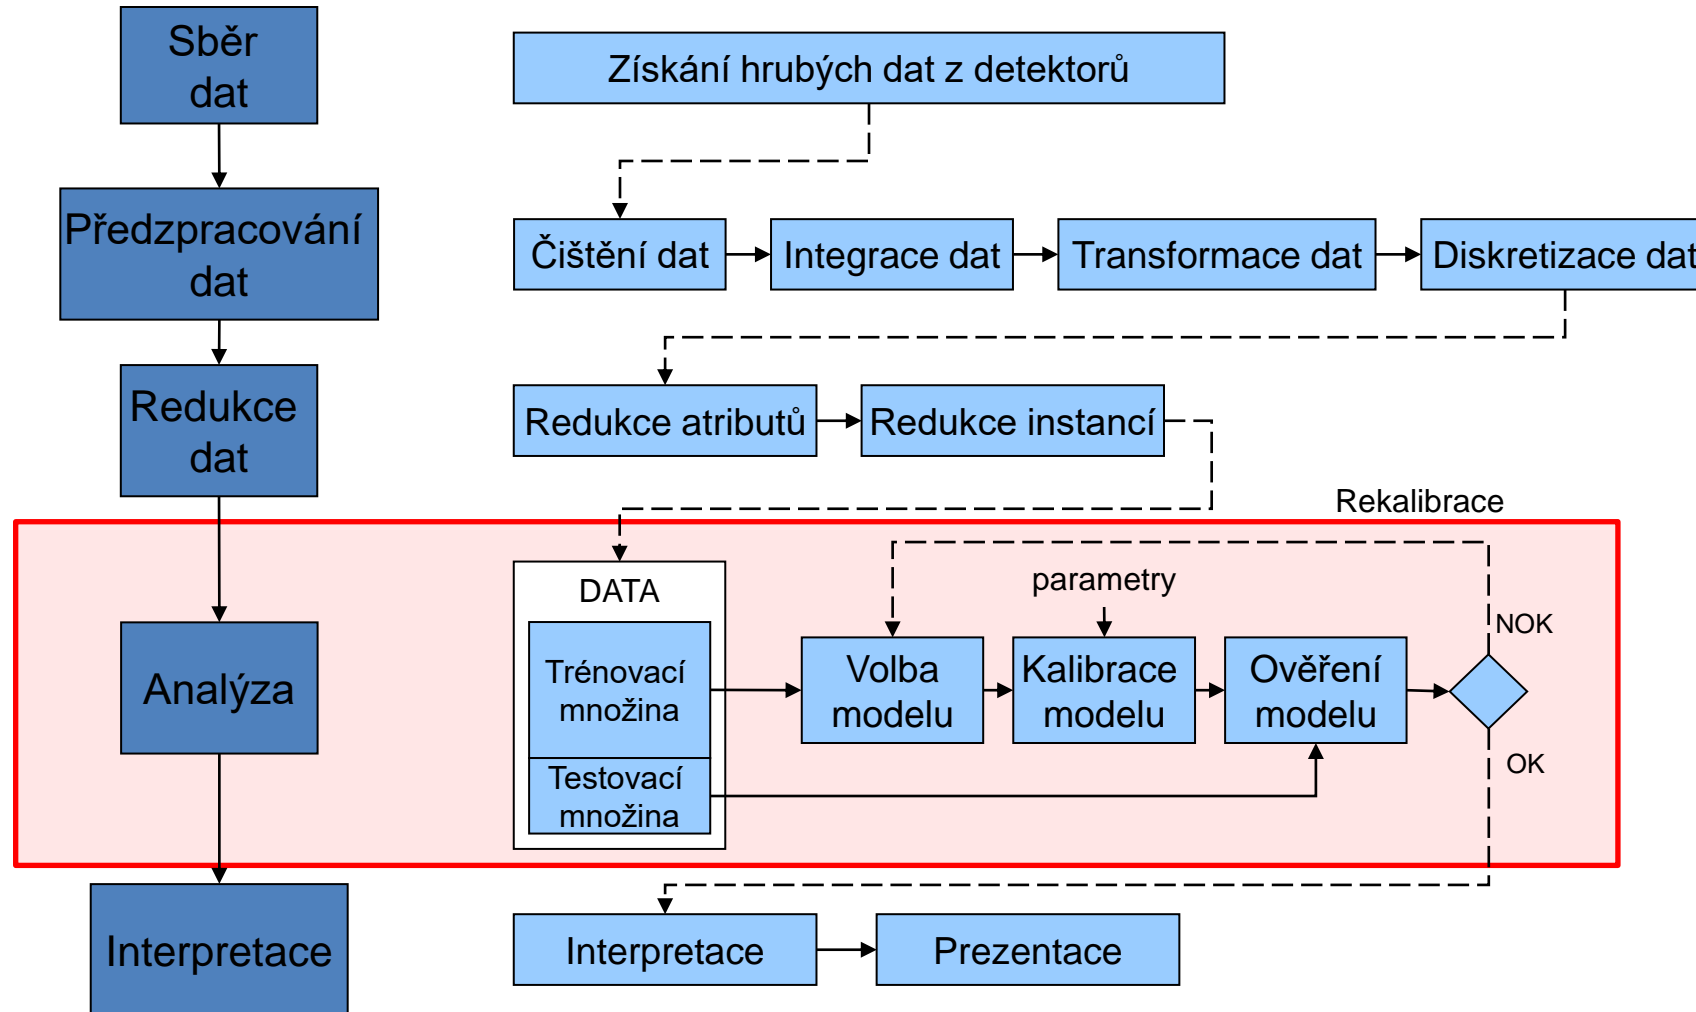 Sběr
dat
Získání hrubých dat z detektorů
Předzpracování
dat
Čištění dat
Integrace dat
Transformace dat
Diskretizace dat
Redukce
dat
Redukce atributů
Redukce instancí
Rekalibrace
Analýza
DATA
Trénovací
množina
Testovací
množina
parametry
Volba
modelu
Kalibrace
modelu
Ověření
modelu
NOK
OK
Interpretace
Interpretace
Prezentace